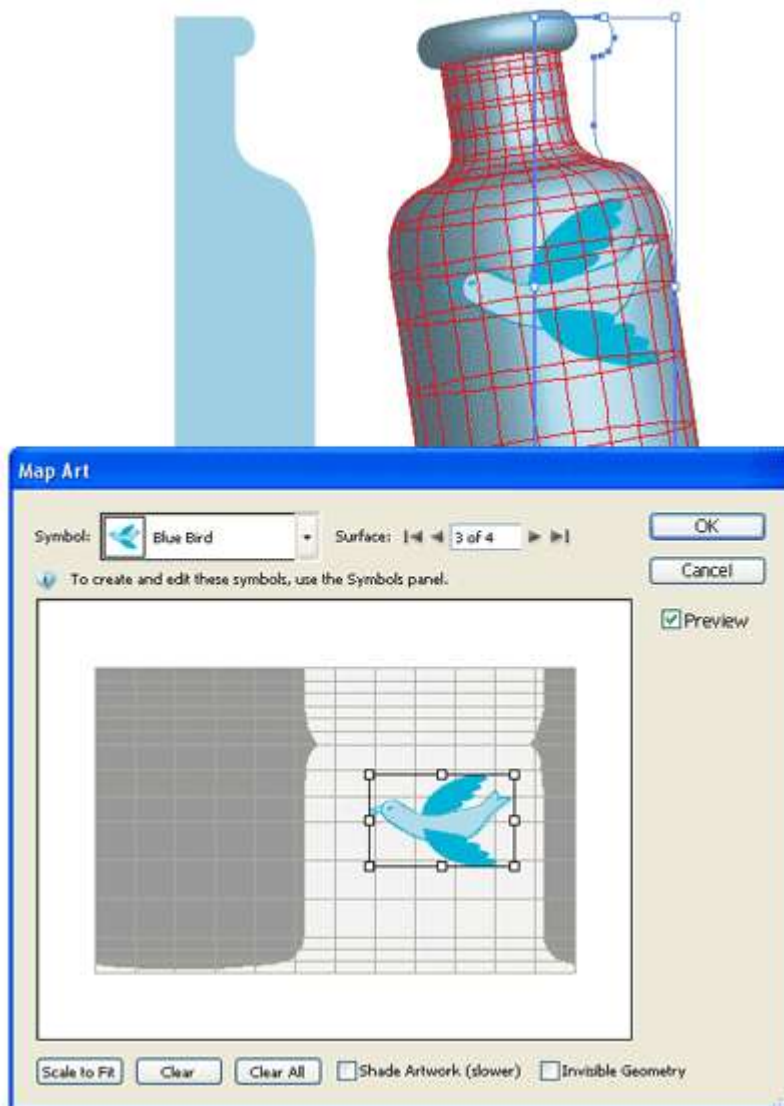 Map Art
Symbol: Blue Bird Surface: 3 of 4 OK
To create and edit these symbols, use the Symbols panel. Cancel
Preview
Scale to Fit Clear Clear All Shade Artwork (slower) Invisible Geometry